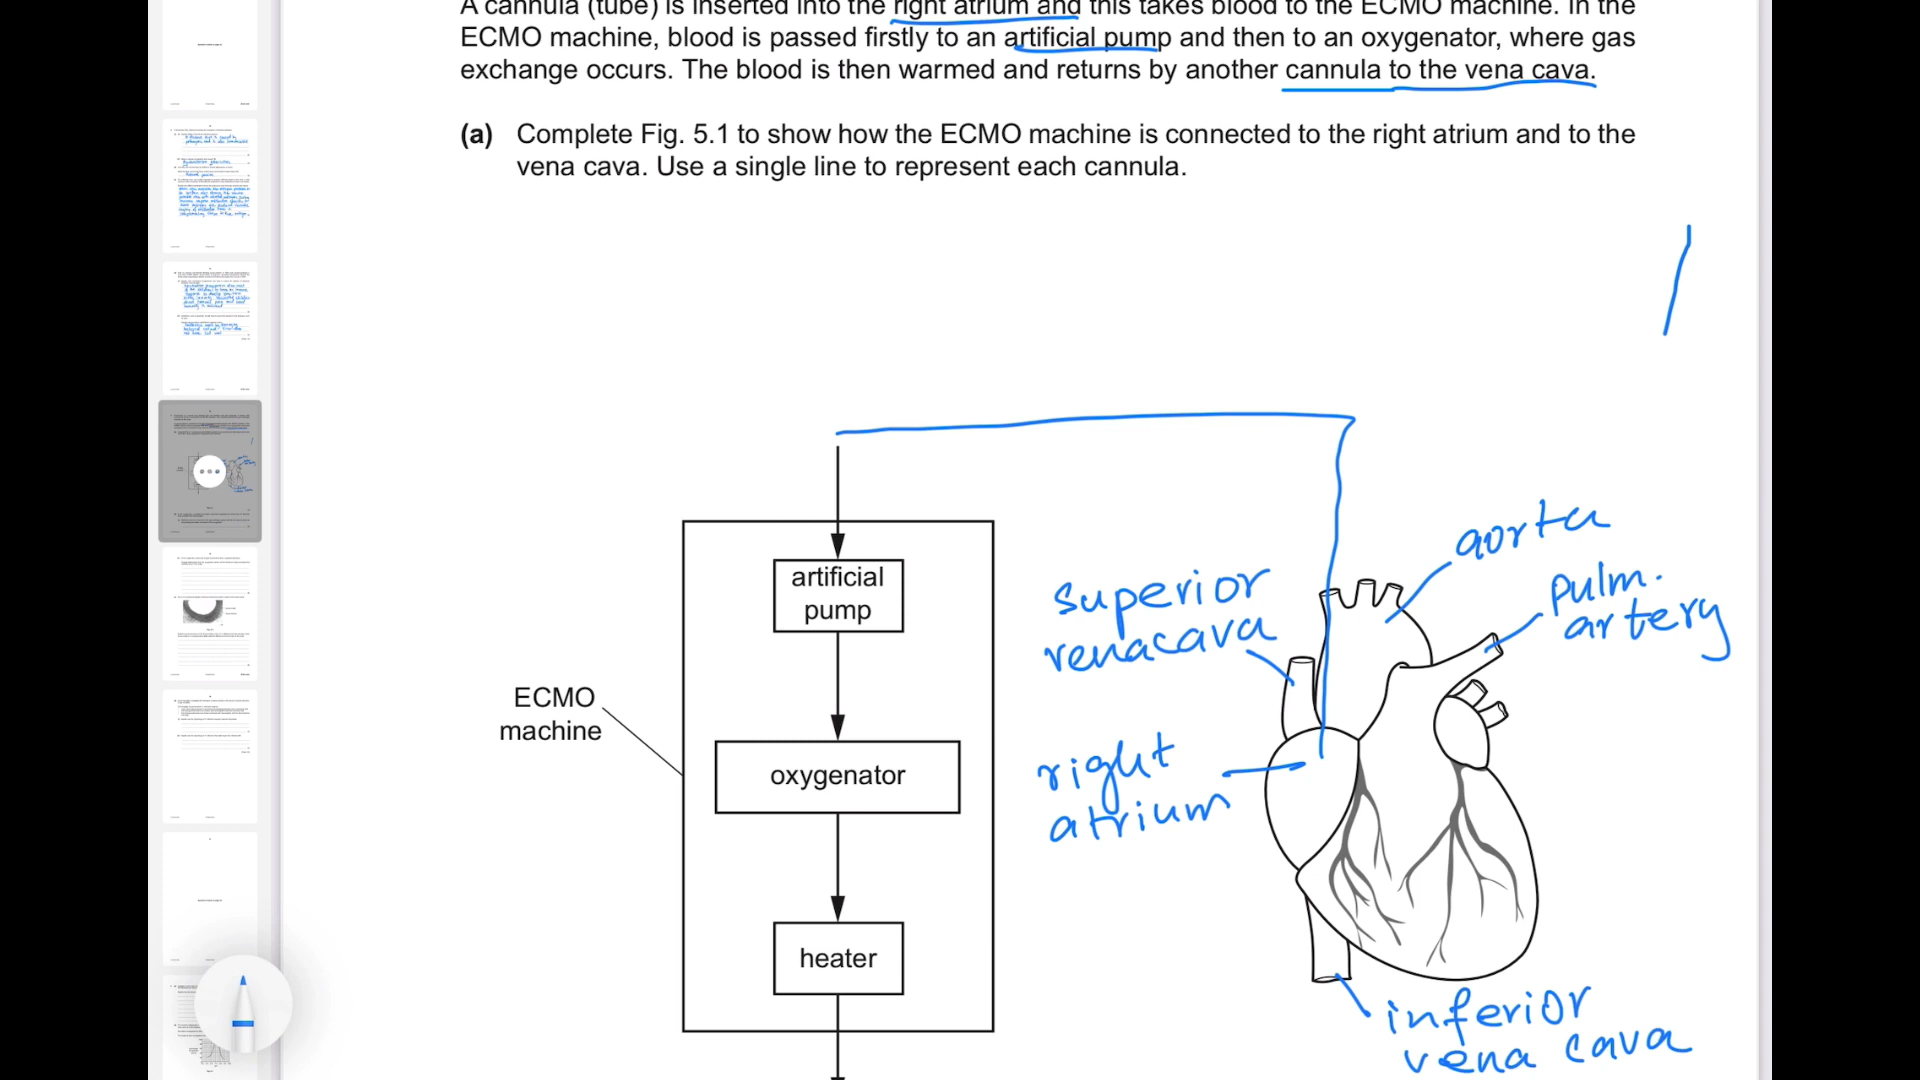 A cannula (tube) is inserted into the right atrium and this takes blood to the ECMO machine. In the
ECMO machine, blood is passed firstly to an artificial pump and then to an oxygenator, where gas
exchange occurs. The blood is then warmed and returns by another cannula to the vena cava.
(a) Complete Fig. 5.1 to show how the ECMO machine is connected to the right atrium and to the
vena cava. Use a single line to represent each cannula.
artificial
pump
ECMO
machine
oxygenator
heater
superior
venacava
aorta
pulm.
artery
right
atrium
inferior
vena cava